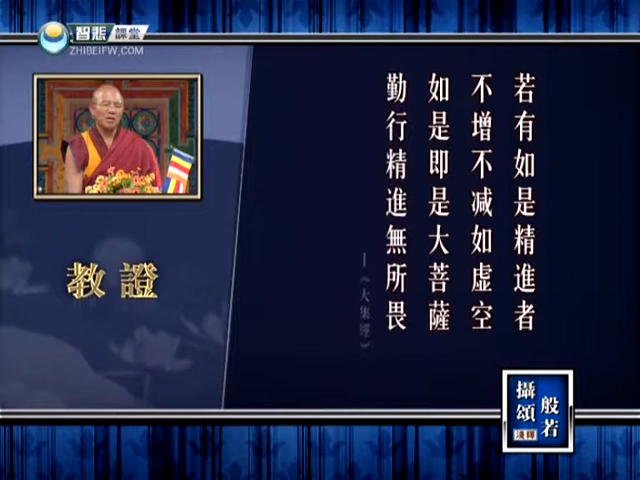 智悲課堂
ZHIBEIFW.COM
若有如是精進者
不增不减如虛空
如是即是大菩薩
勤行精進無所畏
—《大集經》
教證
般若
攝頌
淺釋